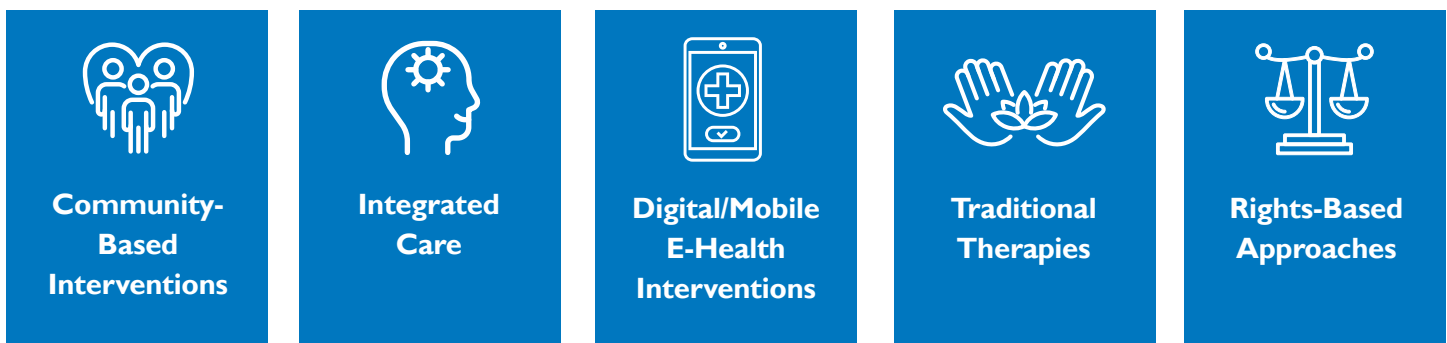 Community-
Based
Interventions
Integrated
Care
Digital/Mobile
E-Health
Interventions
Traditional
Therapies
Rights-Based
Approaches